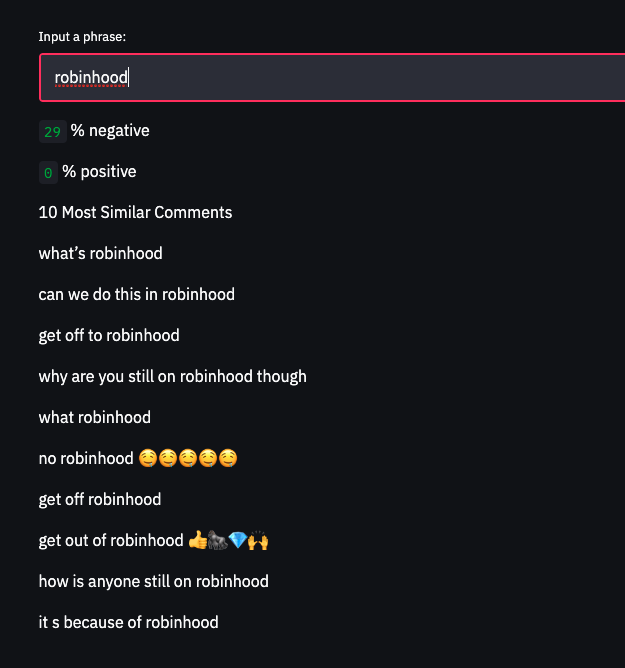 Input a phrase:
robinhood
29 % negative
0 % positive
10 Most Similar Comments
what’s robinhood
can we do this in robinhood
get off to robinhood
why are you still on robinhood though
what robinhood
no robinhood 🤤🤤🤤🤤🤤
get off robinhood
get out of robinhood 👍🦍💎🙌
how is anyone still on robinhood
it s because of robinhood